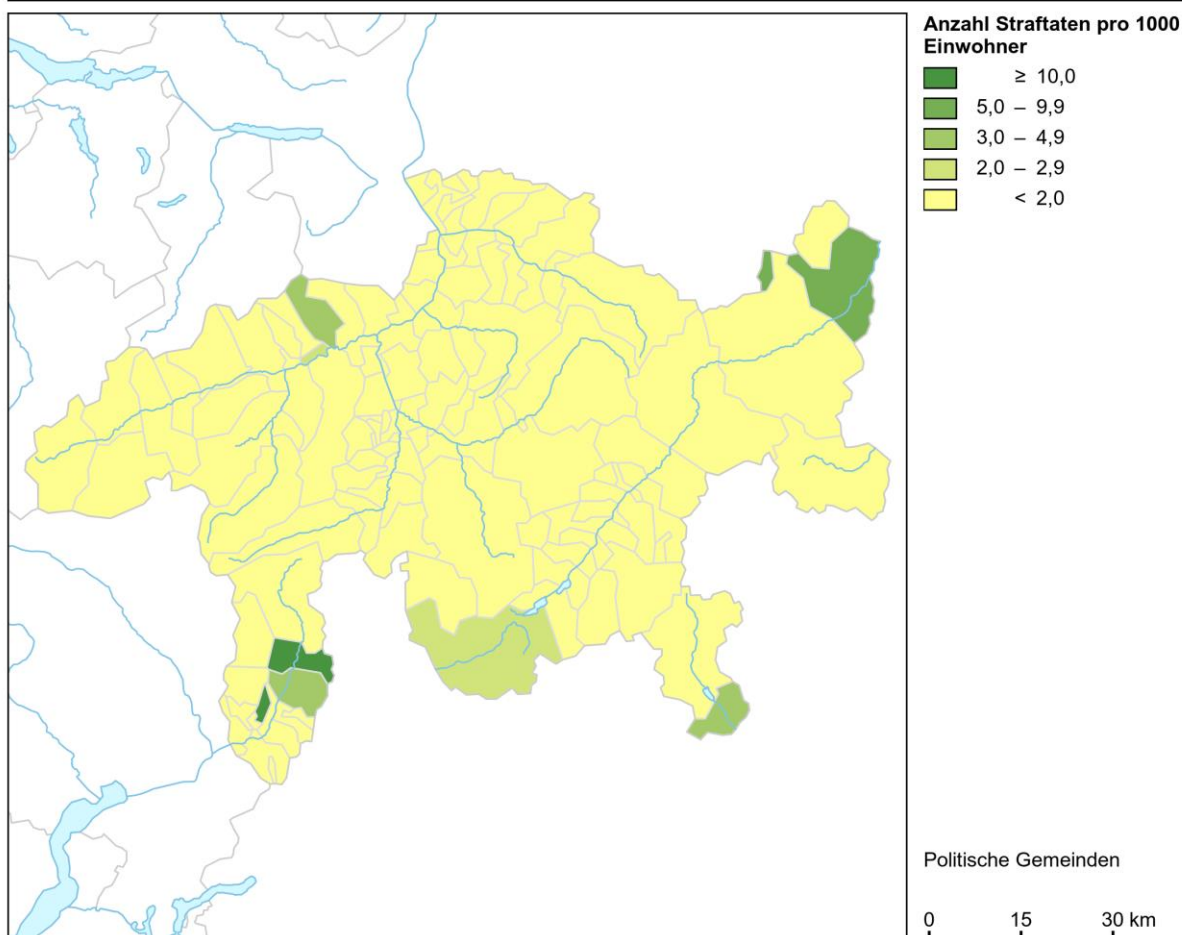 Anzahl Straftaten pro 1000
Einwohner
≥ 10,0
5,0 – 9,9
3,0 – 4,9
2,0 – 2,9
< 2,0
Politische Gemeinden
0 15 30 km